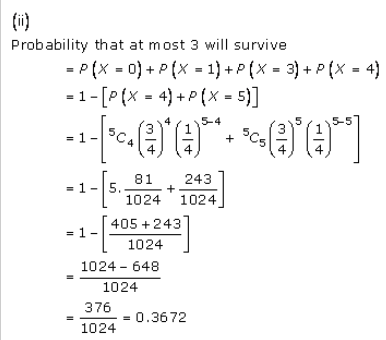 (ii)
Probability that at most 3 will survive
= P(X = 0) + P(X = 1) + P(X = 3) + P(X = 4)
= 1 − [P(X = 4) + P(X = 5)]
= 1 − [⁵C₄ (3/4)⁴ (1/4)⁵⁻⁴ + ⁵C₅ (3/4)⁵ (1/4)⁵⁻⁵]
= 1 − [5. 81/1024 + 243/1024]
= 1 − [405 + 243/1024]
= 1024 − 648/1024
= 376/1024 = 0.3672